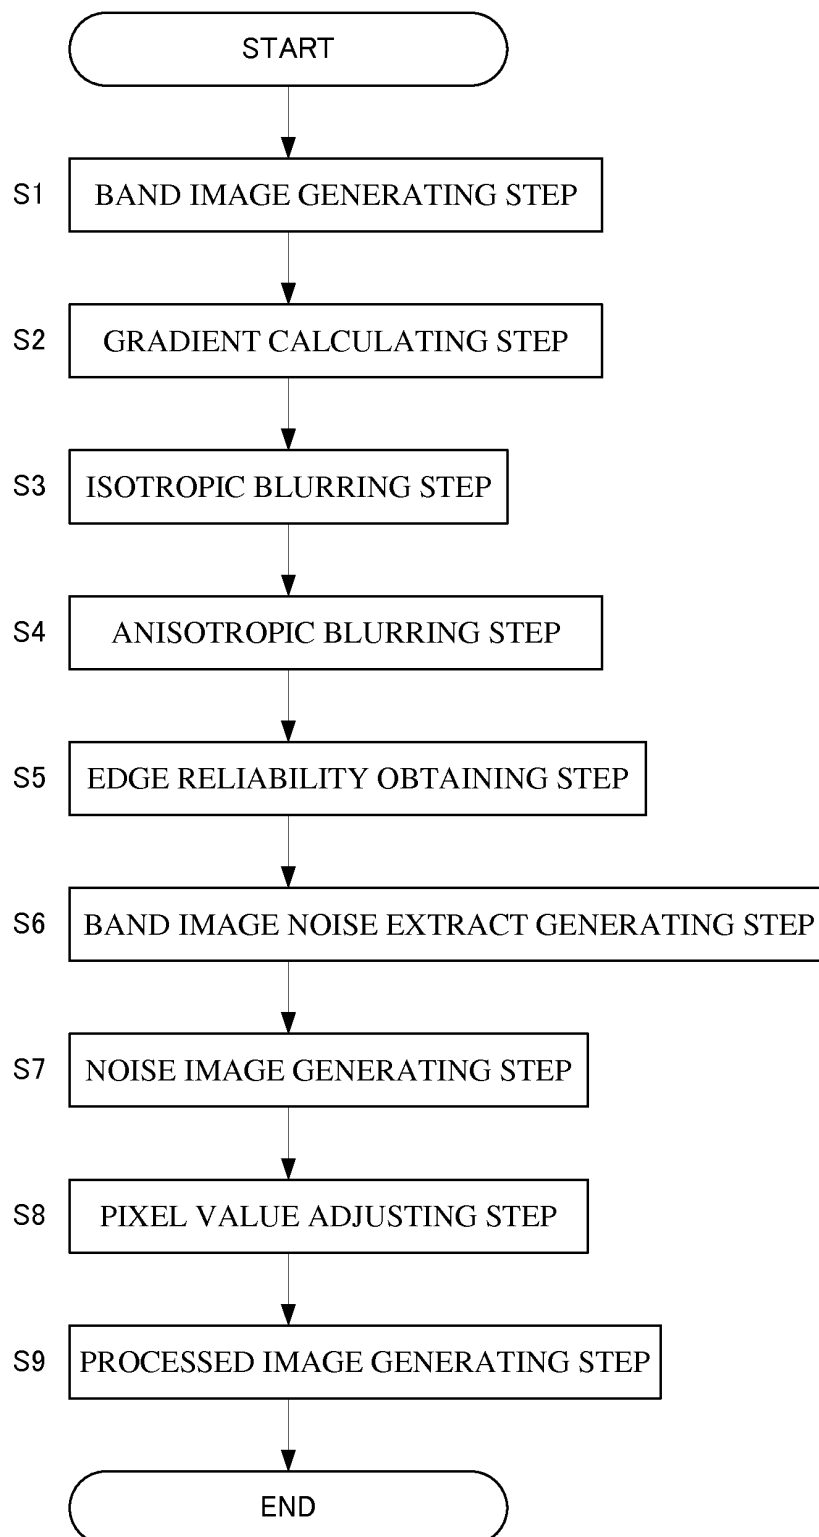 START
S1 BAND IMAGE GENERATING STEP
S2 GRADIENT CALCULATING STEP
S3 ISOTROPIC BLURRING STEP
S4 ANISOTROPIC BLURRING STEP
S5 EDGE RELIABILITY OBTAINING STEP
S6 BAND IMAGE NOISE EXTRACT GENERATING STEP
S7 NOISE IMAGE GENERATING STEP
S8 PIXEL VALUE ADJUSTING STEP
S9 PROCESSED IMAGE GENERATING STEP
END